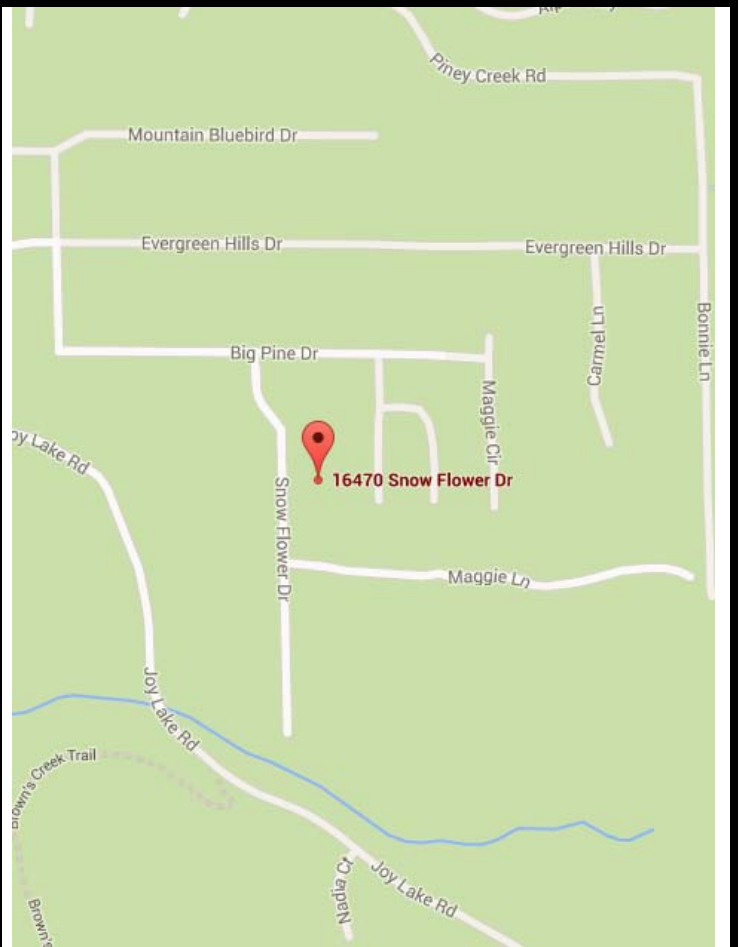 Piney Creek Rd
Mountain Bluebird Dr
Evergreen Hills Dr
Evergreen Hills Dr
Bonnie Ln
Carmel Ln
Big Pine Dr
Maggie Cir
oy Lake Rd
16470 Snow Flower Dr
Snow Flower Dr
Maggie Ln
Joy Lake Rd
Brown's Creek Trail
Joy Lake Rd
Nadia Ct
Brown's